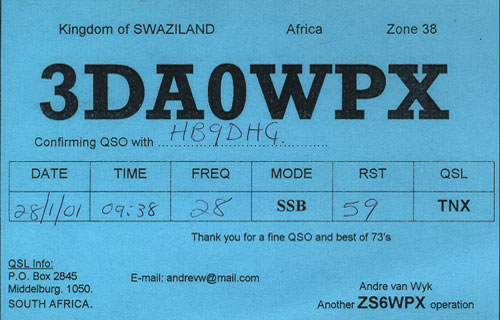 Kingdom of SWAZILAND Africa Zone 38
3DA0WPX
Confirming QSO with HB9DHG.
DATE TIME FREQ MODE RST QSL
28/1/01 09:38 28 SSB 59 TNX
Thank you for a fine QSO and best of 73's
QSL Info:
P.O. Box 2845
Middelburg. 1050.
SOUTH AFRICA.
E-mail: andrevw@mail.com
Andre van Wyk
Another ZS6WPX operation